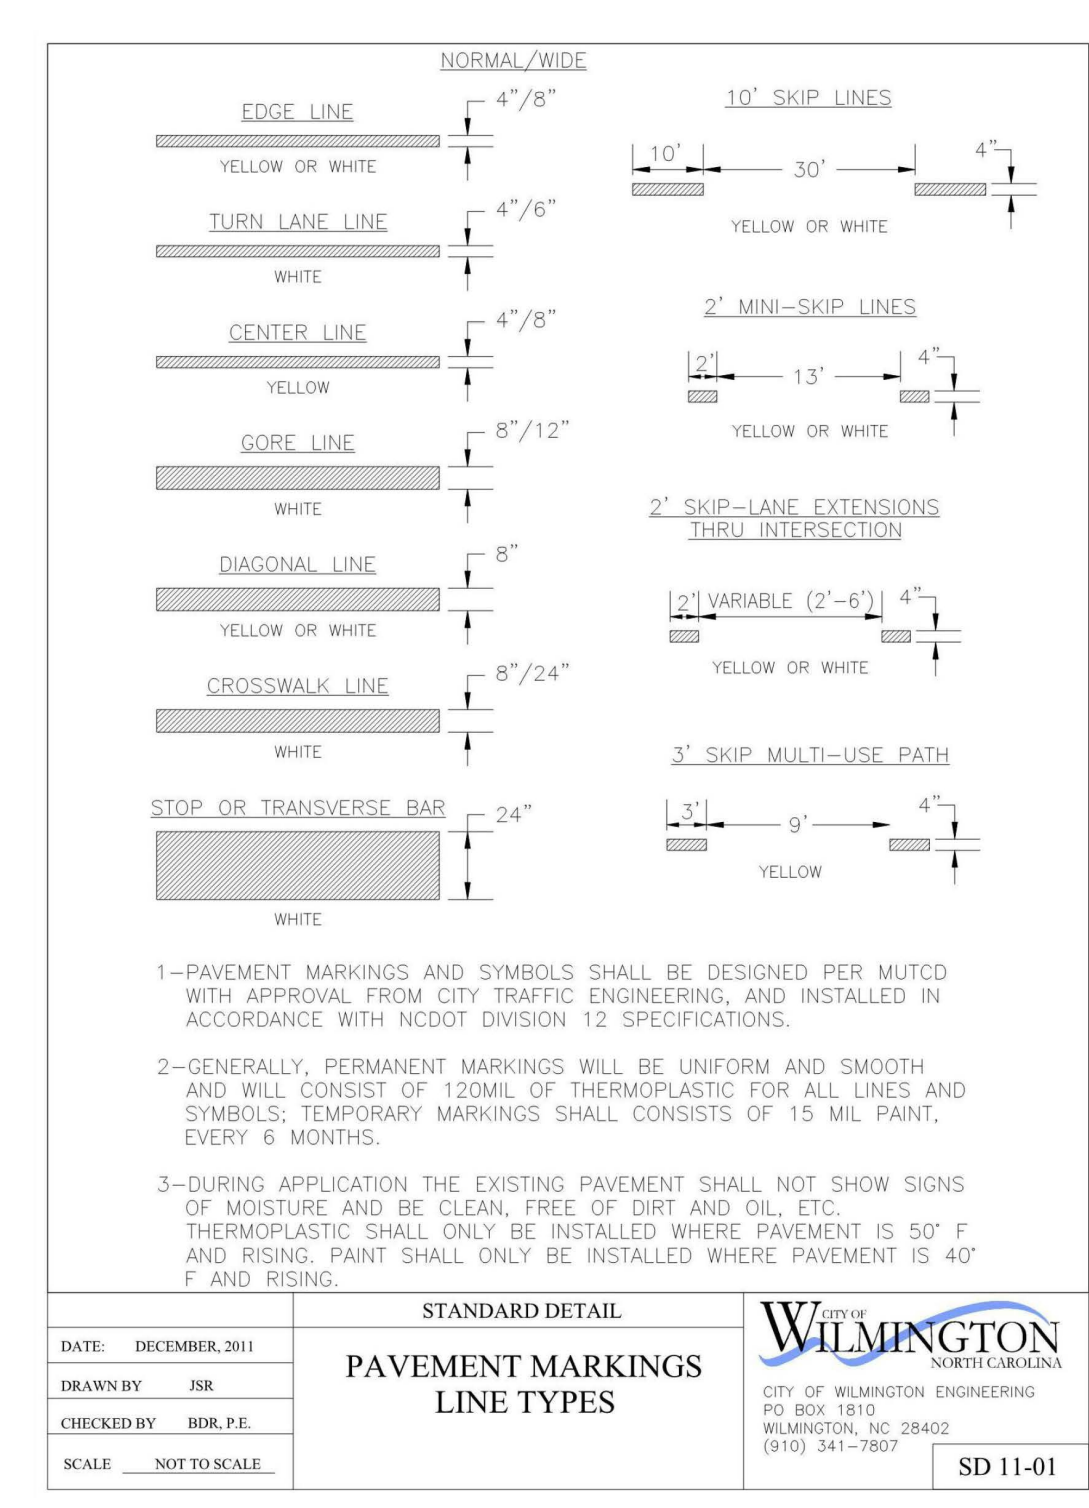 NORMAL/WIDE
EDGE LINE
4"/8"
YELLOW OR WHITE
TURN LANE LINE
4"/6"
WHITE
CENTER LINE
4"/8"
YELLOW
GORE LINE
8"/12"
WHITE
DIAGONAL LINE
8"
YELLOW OR WHITE
CROSSWALK LINE
8"/24"
WHITE
STOP OR TRANSVERSE BAR
24"
WHITE
10' SKIP LINES
10'
30'
4"
YELLOW OR WHITE
2' MINI-SKIP LINES
2'
13'
4"
YELLOW OR WHITE
2' SKIP-LANE EXTENSIONS
THRU INTERSECTION
2'
VARIABLE (2'-6')
4"
YELLOW OR WHITE
3' SKIP MULTI-USE PATH
3'
9'
4"
YELLOW
1-PAVEMENT MARKINGS AND SYMBOLS SHALL BE DESIGNED PER MUTCD
WITH APPROVAL FROM CITY TRAFFIC ENGINEERING, AND INSTALLED IN
ACCORDANCE WITH NCDOT DIVISION 12 SPECIFICATIONS.
2-GENERALLY, PERMANENT MARKINGS WILL BE UNIFORM AND SMOOTH
AND WILL CONSIST OF 120MIL OF THERMOPLASTIC FOR ALL LINES AND
SYMBOLS; TEMPORARY MARKINGS SHALL CONSISTS OF 15 MIL PAINT,
EVERY 6 MONTHS.
3-DURING APPLICATION THE EXISTING PAVEMENT SHALL NOT SHOW SIGNS
OF MOISTURE AND BE CLEAN, FREE OF DIRT AND OIL, ETC.
THERMOPLASTIC SHALL ONLY BE INSTALLED WHERE PAVEMENT IS 50° F
AND RISING. PAINT SHALL ONLY BE INSTALLED WHERE PAVEMENT IS 40°
F AND RISING.
DATE: DECEMBER, 2011
DRAWN BY JSR
CHECKED BY BDR, P.E.
SCALE NOT TO SCALE
STANDARD DETAIL
PAVEMENT MARKINGS
LINE TYPES
CITY OF
WILMINGTON
NORTH CAROLINA
CITY OF WILMINGTON ENGINEERING
PO BOX 1810
WILMINGTON, NC 28402
(910) 341-7807
SD 11-01